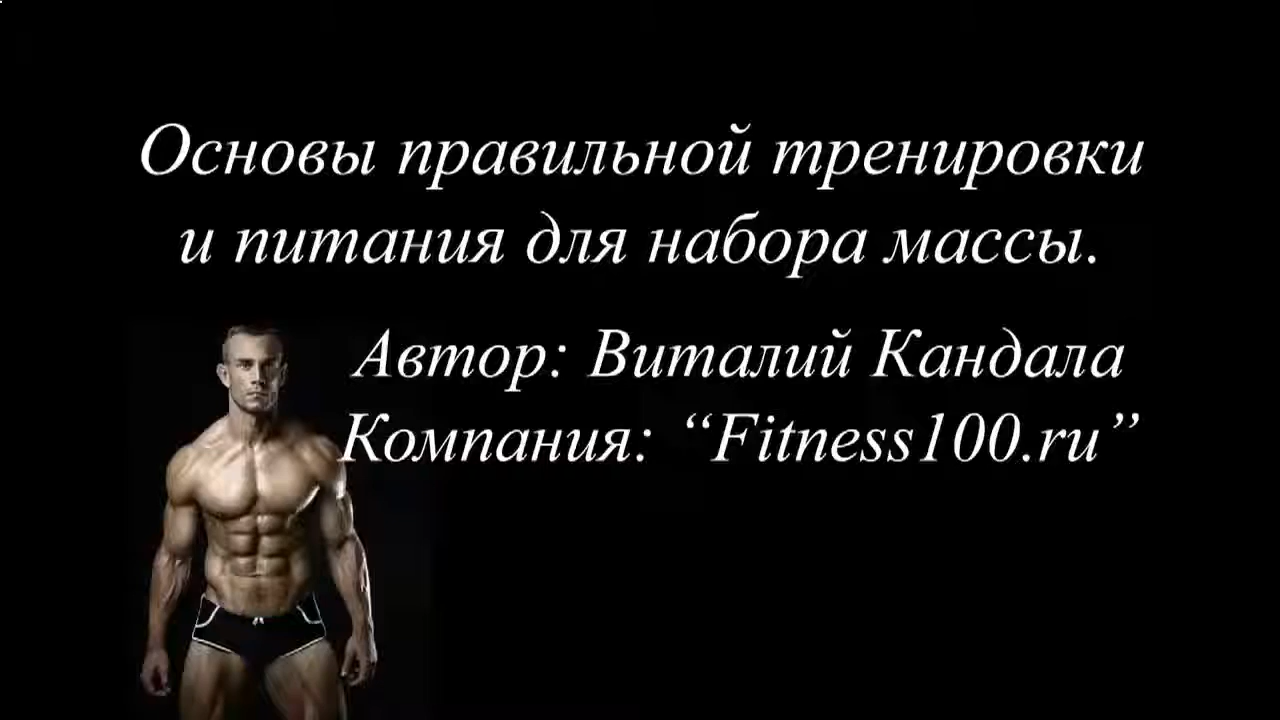 Основы правильной тренировки
и питания для набора массы.
Автор: Виталий Кандала
Компания: “Fitness100.ru”